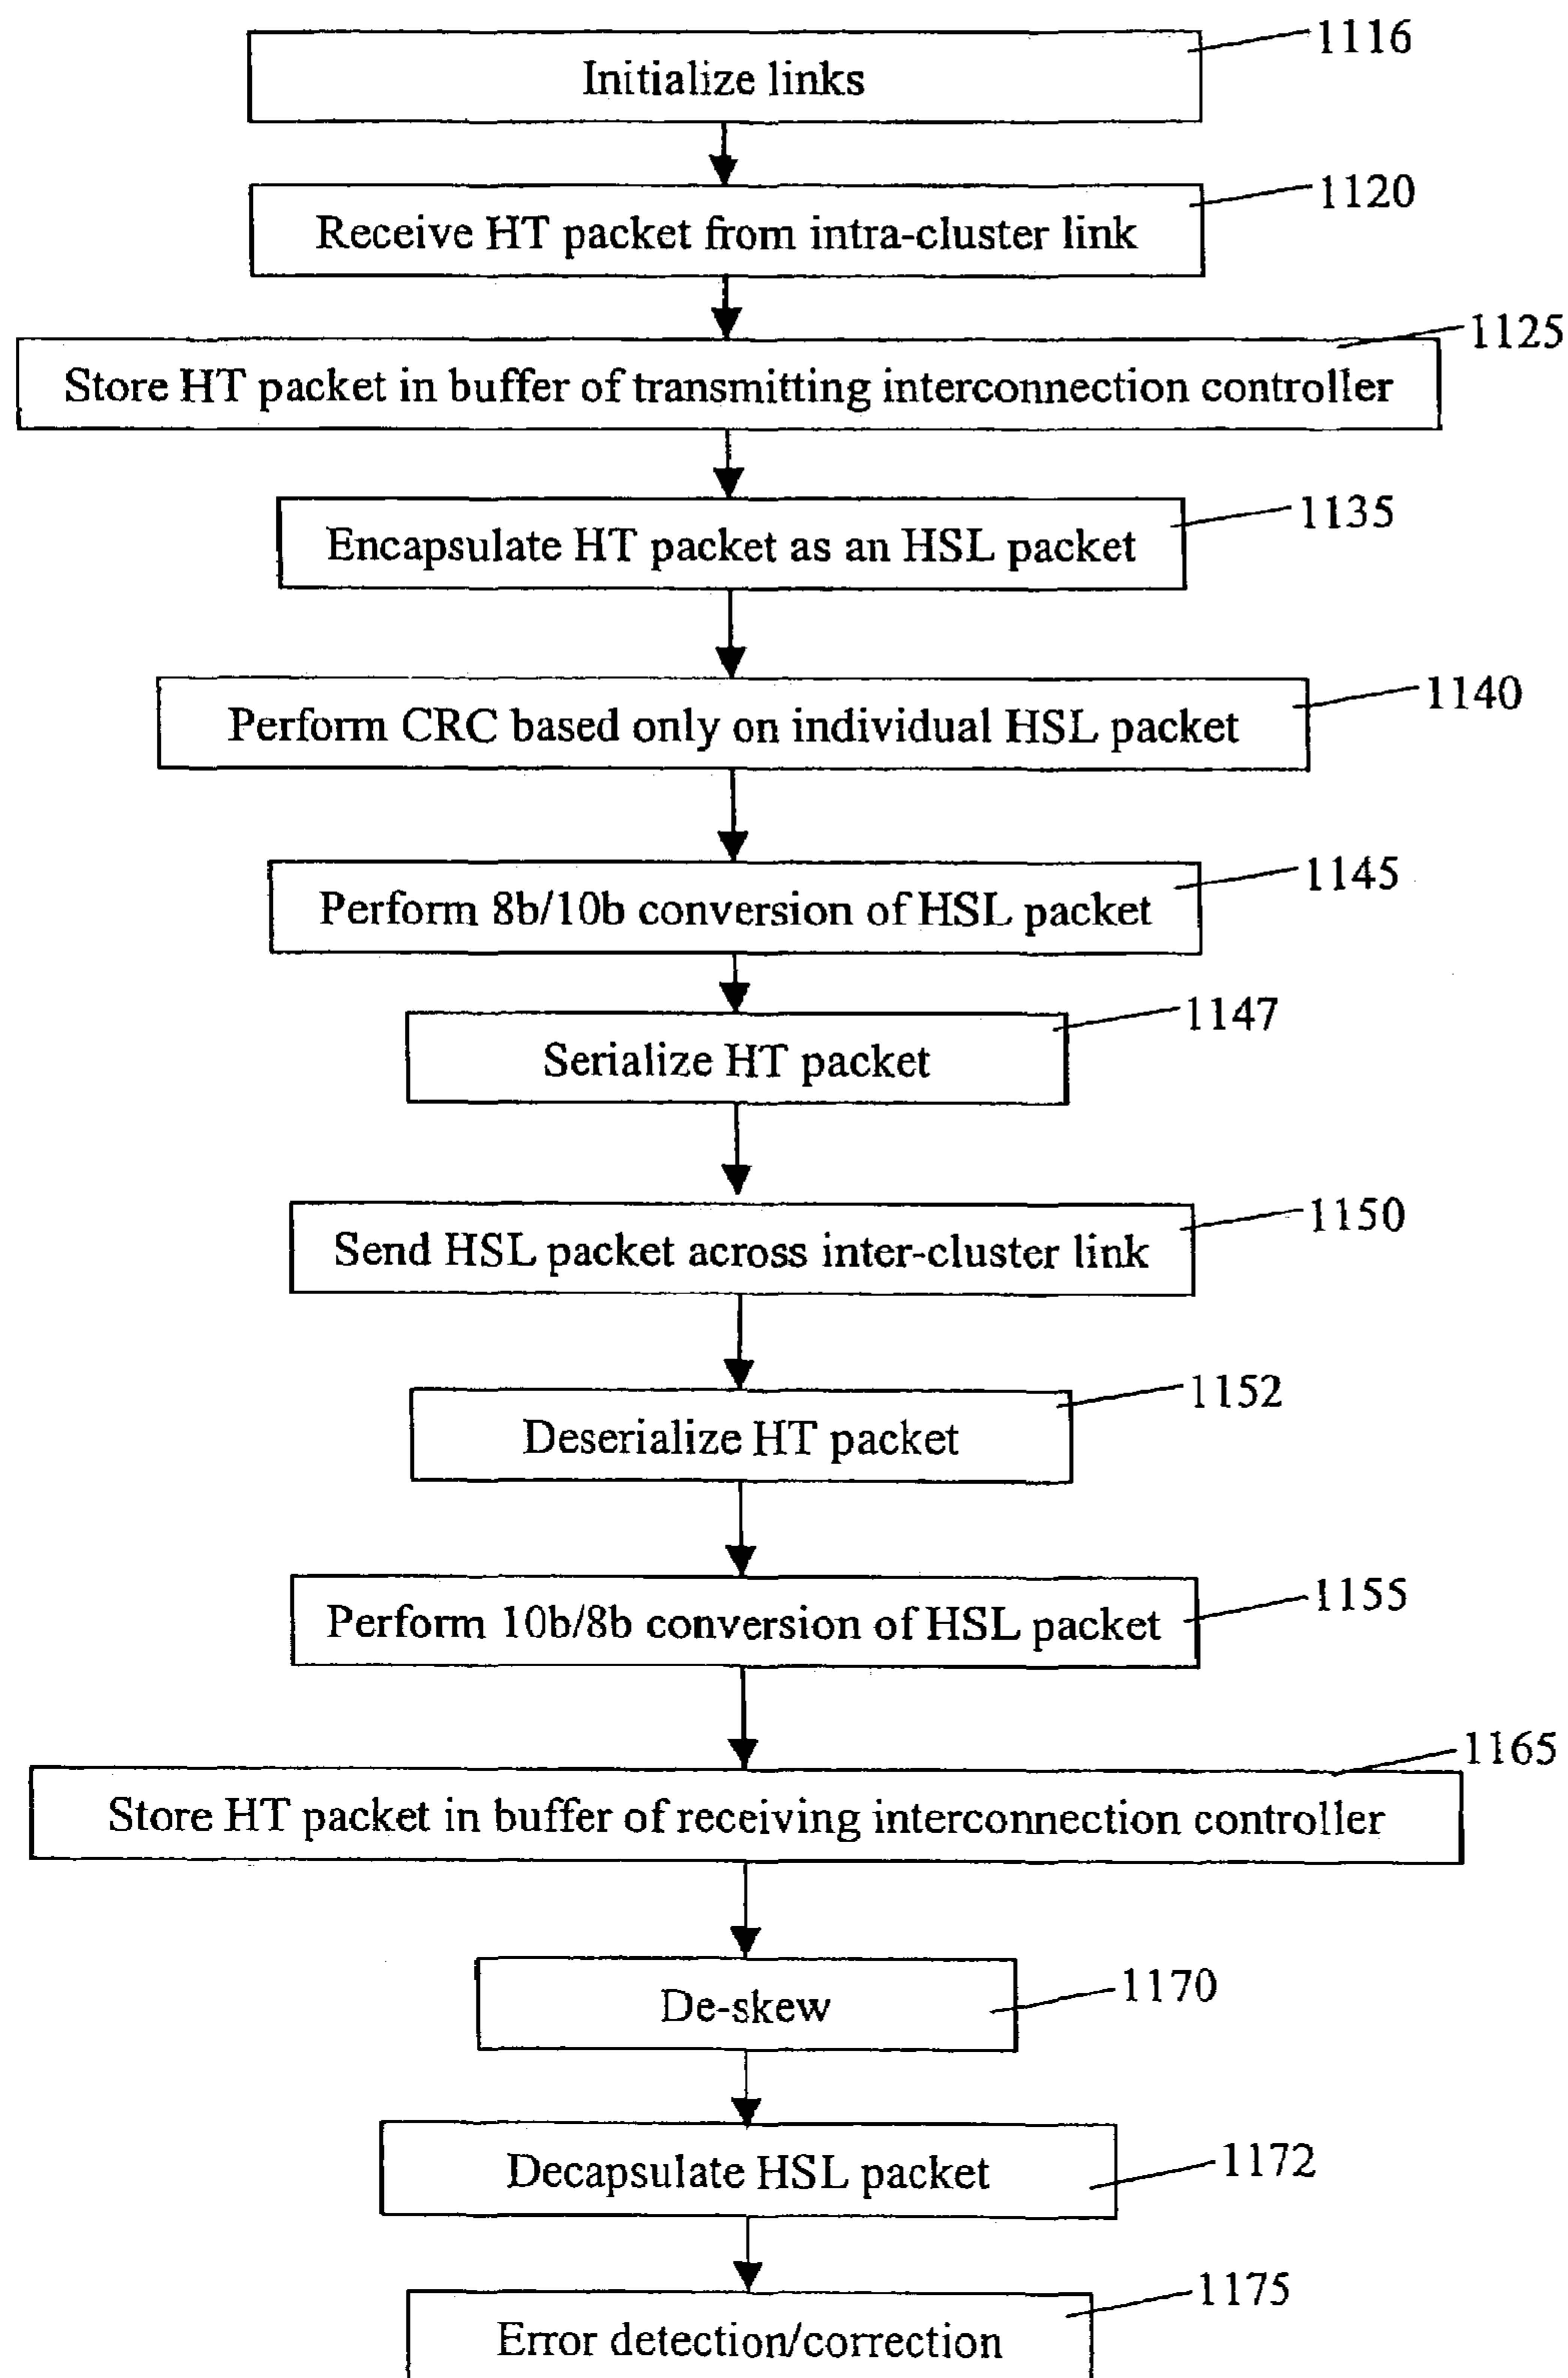 1116
Initialize links
1120
Receive HT packet from intra-cluster link
1125
Store HT packet in buffer of transmitting interconnection controller
1135
Encapsulate HT packet as an HSL packet
1140
Perform CRC based only on individual HSL packet
1145
Perform 8b/10b conversion of HSL packet
1147
Serialize HT packet
1150
Send HSL packet across inter-cluster link
1152
Deserialize HT packet
1155
Perform 10b/8b conversion of HSL packet
1165
Store HT packet in buffer of receiving interconnection controller
1170
De-skew
1172
Decapsulate HSL packet
1175
Error detection/correction